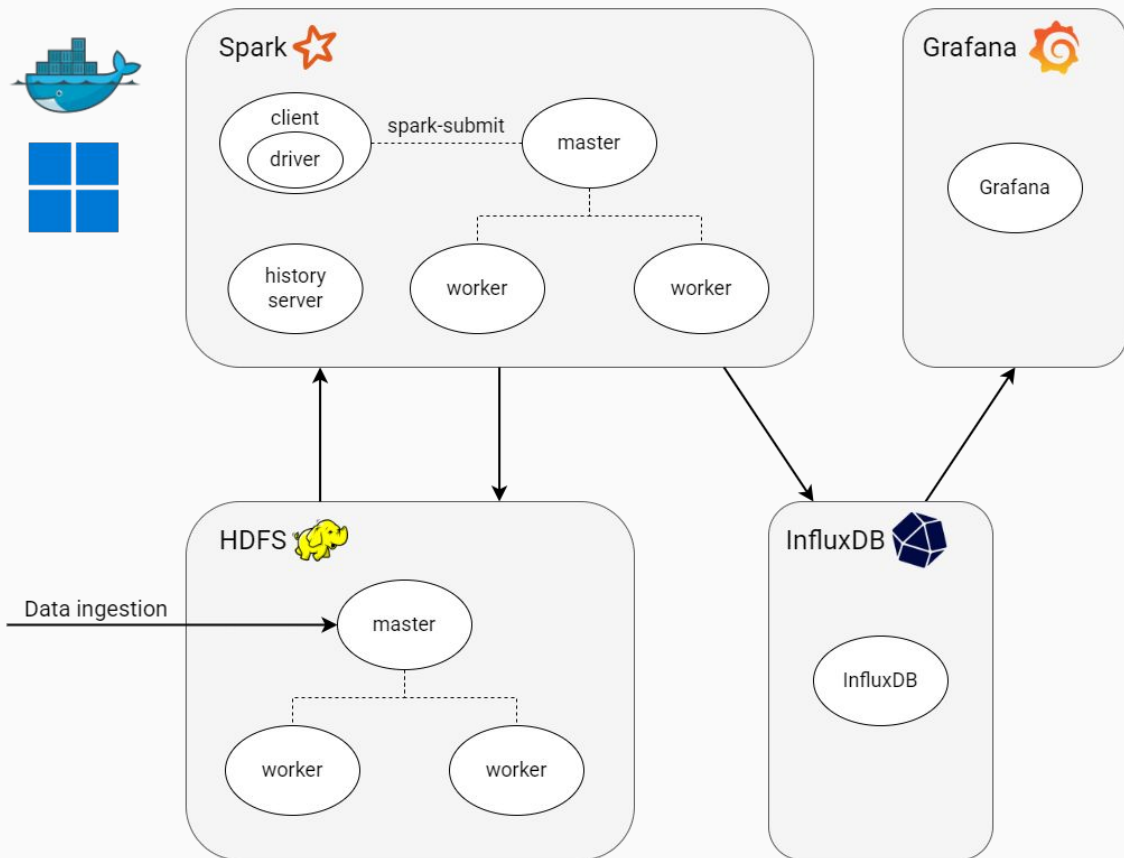 Spark
Grafana
client
driver
spark-submit
master
Grafana
history
server
worker
worker
HDFS
InfluxDB
Data ingestion
master
InfluxDB
worker
worker